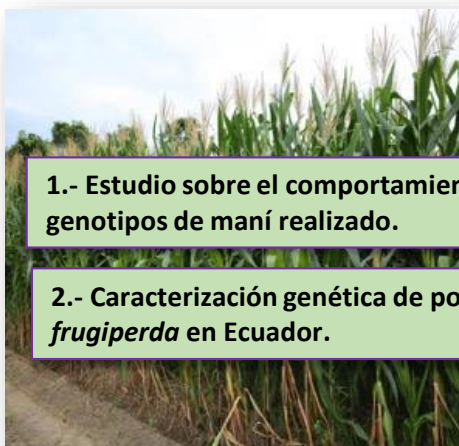 1.- Estudio sobre el
genotipos de maní realizado.
2.- Caracterización genética de
frugiperda en Ecuador.